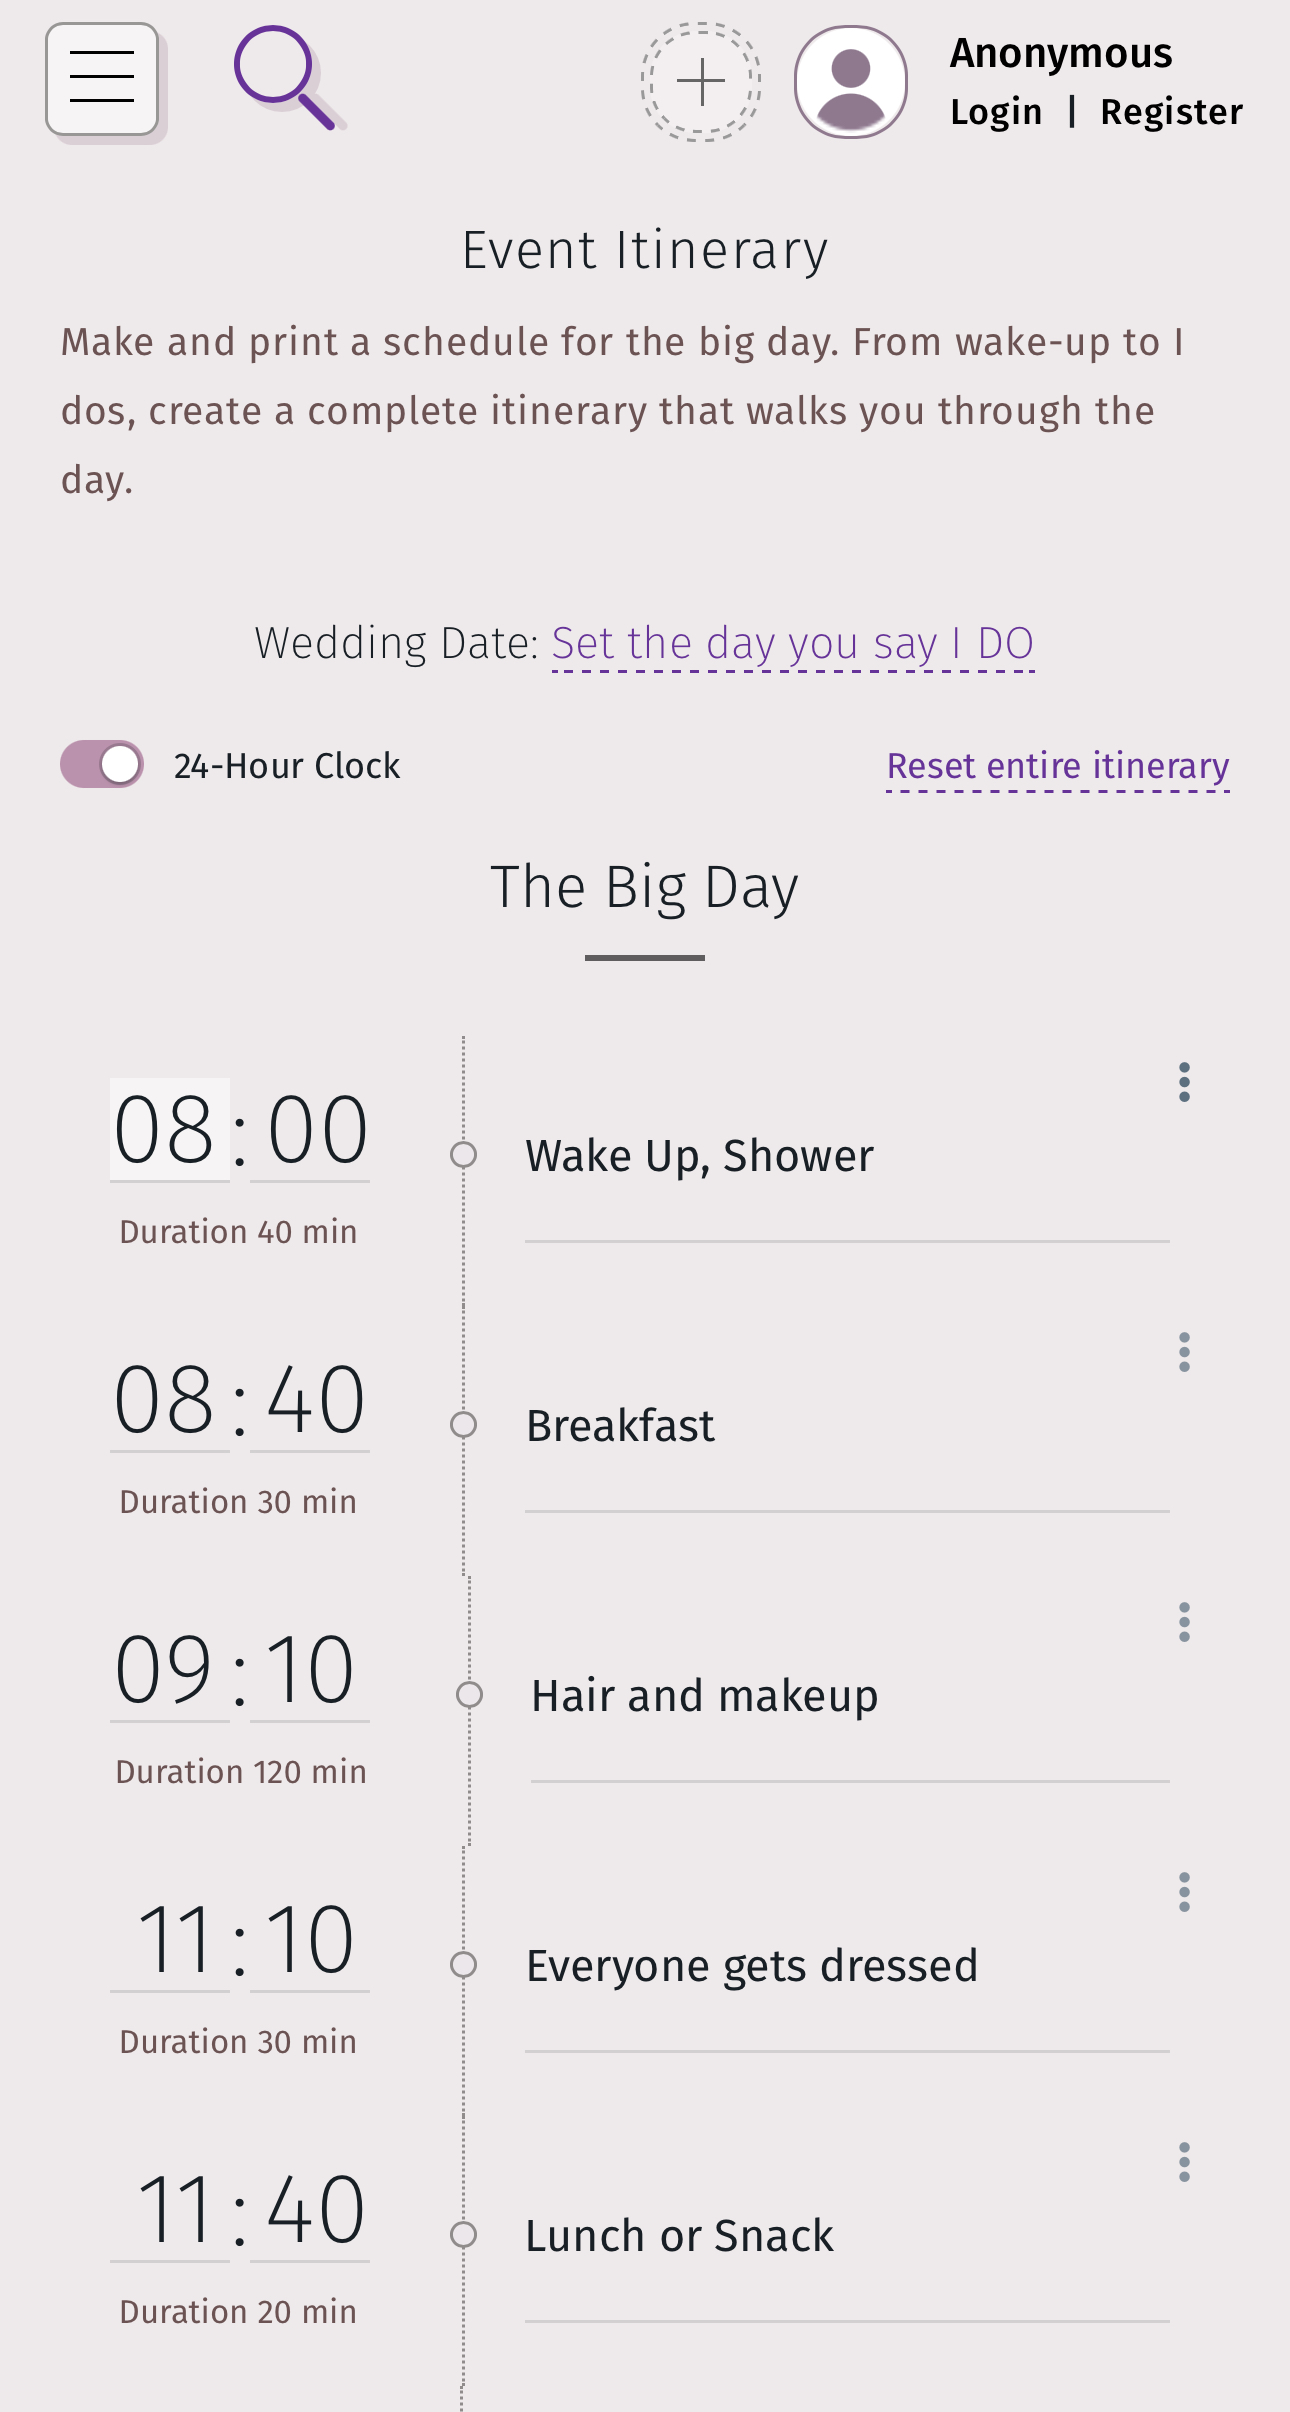 Anonymous
Login | Register
Event Itinerary
Make and print a schedule for the big day. From wake-up to I
dos, create a complete itinerary that walks you through the
day.
Wedding Date: Set the day you say I DO
24-Hour Clock
Reset entire itinerary
The Big Day
08:00
Wake Up, Shower
Duration 40 min
08:40
Breakfast
Duration 30 min
09:10
Hair and makeup
Duration 120 min
11:10
Everyone gets dressed
Duration 30 min
11:40
Lunch or Snack
Duration 20 min